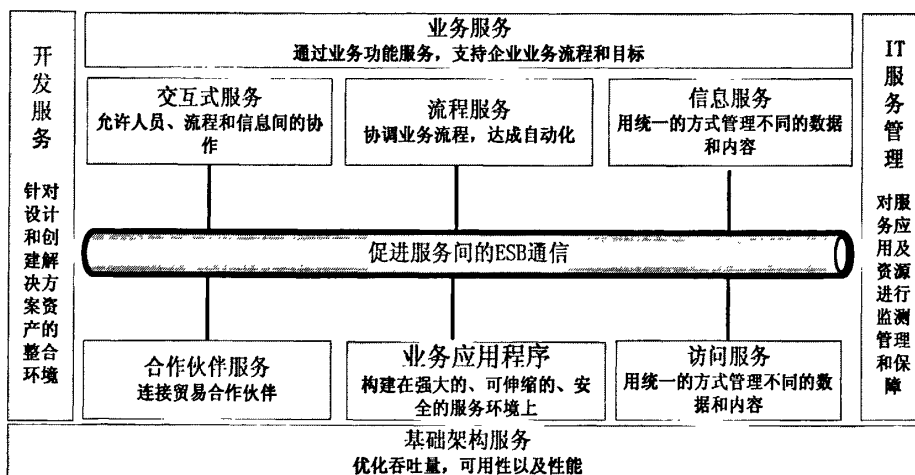 开
发
服
务
针对
设计
和创
建解
决方
案资
产的
整合
环境
业务服务
通过业务功能服务，支持企业业务流程和目标
交互式服务
允许人员、流程和信息间的协
作
流程服务
协调业务流程，达成自动化
信息服务
用统一的方式管理不同的数据
和内容
促进服务问的ESB通信
合作伙伴服务
连接贸易合作伙伴
业务应用程序
构建在强大的、可伸缩的、安
全的服务环境上
访问服务
用统一的方式管理不同的数
据和内容
IT
服
务
管
理
对服
务应
用及
资源
进行
监测
管理
和保
障
基础架构服务
优化吞吐量，可用性以及性能